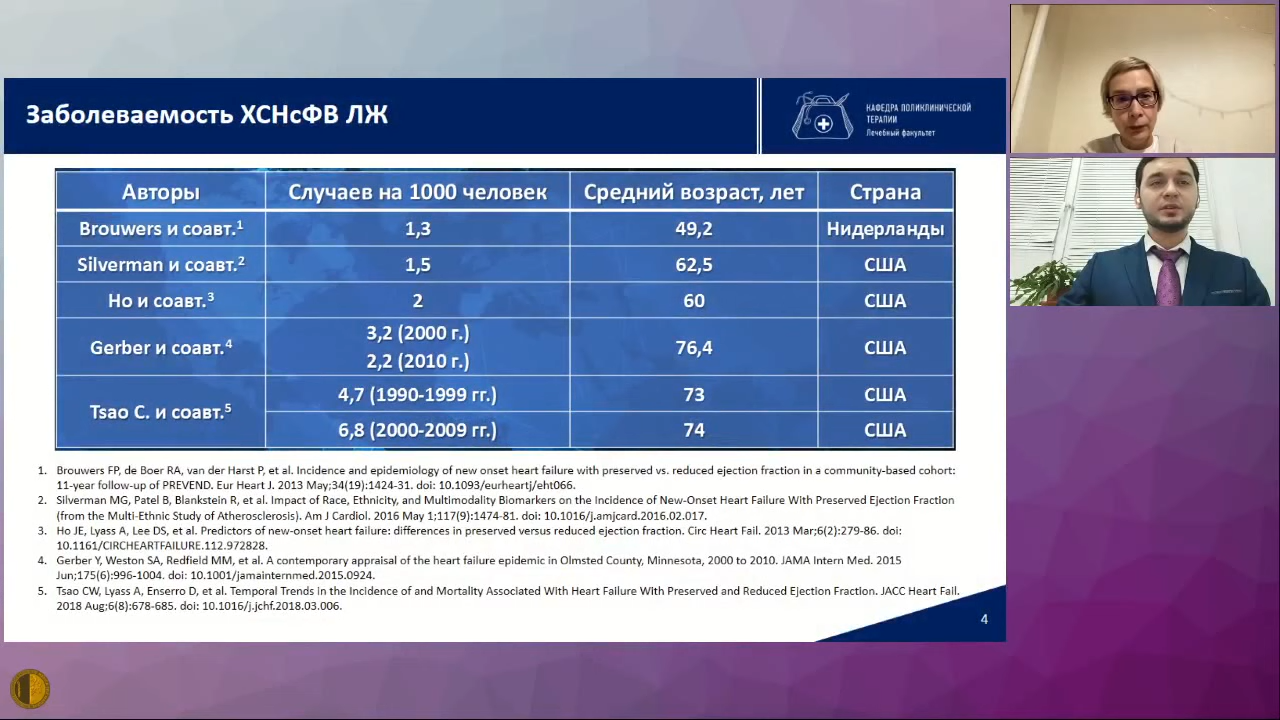 Заболеваемость ХСНсФВ ЛЖ
КАФЕДРА ПОЛИКЛИНИЧЕСКОЙ
ТЕРАПИИ
Лечебный факультет
Авторы Случаев на 1000 человек Средний возраст, лет Страна
Brouwers и соавт.1 1,3 49,2 Нидерланды
Silverman и соавт.2 1,5 62,5 США
Ho и соавт.3 2 60 США
Gerber и соавт.4 3,2 (2000 г.) 76,4 США
2,2 (2010 г.)
Tsao C. и соавт.5 4,7 (1990-1999 гг.) 73 США
6,8 (2000-2009 гг.) 74 США
1. Brouwers FP, de Boer RA, van der Harst P, et al. Incidence and epidemiology of new onset heart failure with preserved vs. reduced ejection fraction in a community-based cohort:
11-year follow-up of PREVEND. Eur Heart J. 2013 May;34(19):1424-31. doi: 10.1093/eurheartj/eht066.
2. Silverman MG, Patel B, Blankstein R, et al. Impact of Race, Ethnicity, and Multimodality Biomarkers on the Incidence of New-Onset Heart Failure With Preserved Ejection Fraction
(from the Multi-Ethnic Study of Atherosclerosis). Am J Cardiol. 2016 May 1;117(9):1474-81. doi: 10.1016/j.amjcard.2016.02.017.
3. Ho JE, Lyass A, Lee DS, et al. Predictors of new-onset heart failure: differences in preserved versus reduced ejection fraction. Circ Heart Fail. 2013 Mar;6(2):279-86. doi:
10.1161/CIRCHEARTFAILURE.112.972828.
4. Gerber Y, Weston SA, Redfield MM, et al. A contemporary appraisal of the heart failure epidemic in Olmsted County, Minnesota, 2000 to 2010. JAMA Intern Med. 2015
Jun;175(6):996-1004. doi: 10.1001/jamainternmed.2015.0924.
5. Tsao CW, Lyass A, Enserro D, et al. Temporal Trends in the Incidence of and Mortality Associated With Heart Failure With Preserved and Reduced Ejection Fraction. JACC Heart Fail.
2018 Aug;6(8):678-685. doi: 10.1016/j.jchf.2018.03.006.
4